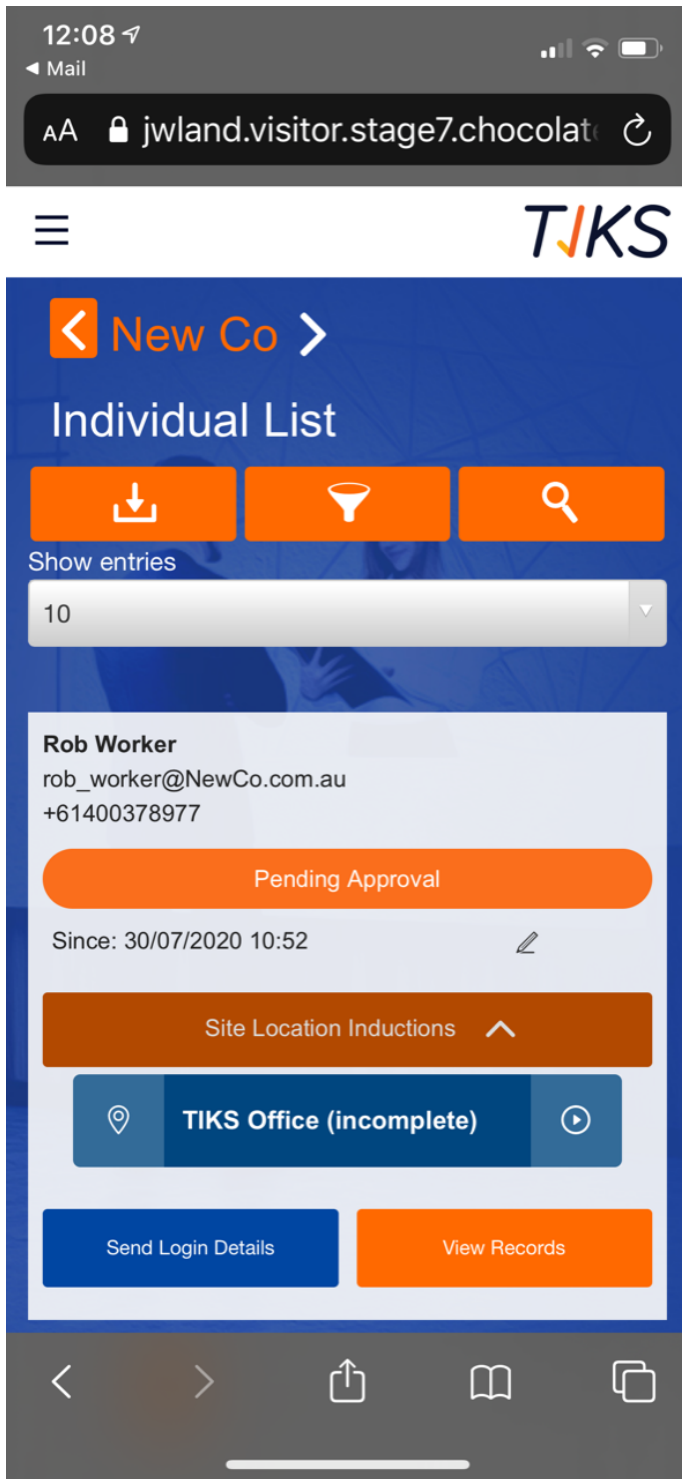 12:08
◀ Mail
AA jwland.visitor.stage7.chocolat
TIKS
New Co
Individual List
Show entries
10
Rob Worker
rob_worker@NewCo.com.au
+61400378977
Pending Approval
Since: 30/07/2020 10:52
Site Location Inductions
TIKS Office (incomplete)
Send Login Details
View Records